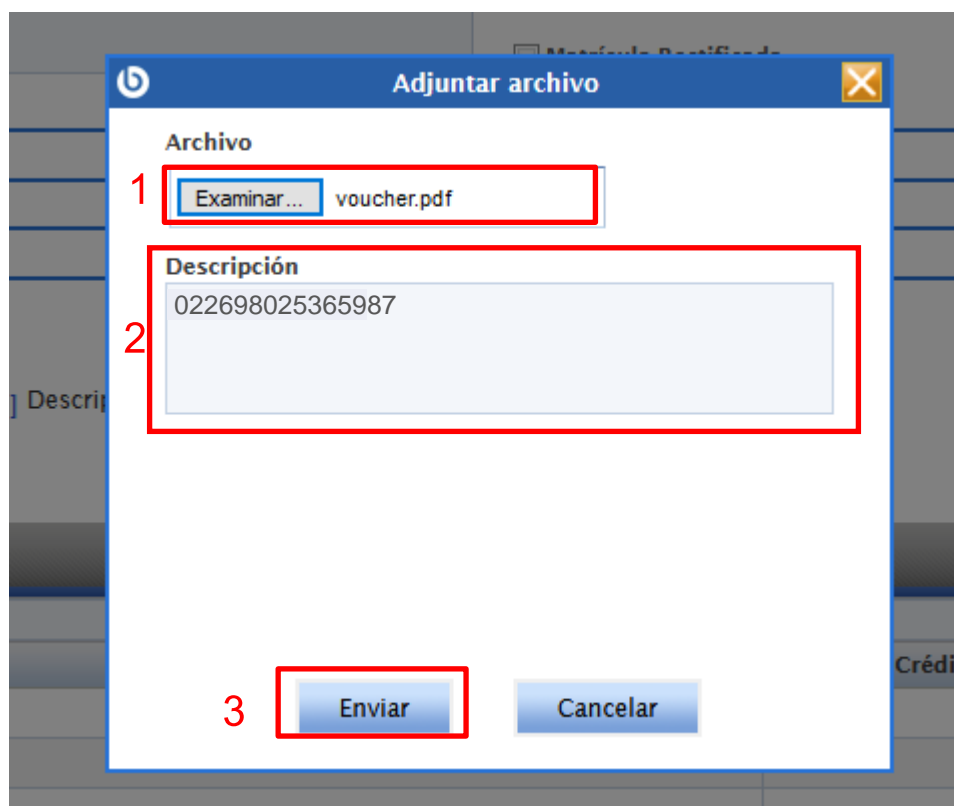 Adjuntar archivo
Archivo
1
Examinar... voucher.pdf
Descripción
022698025365987
2
Descrip
Crédi
3
Enviar
Cancelar